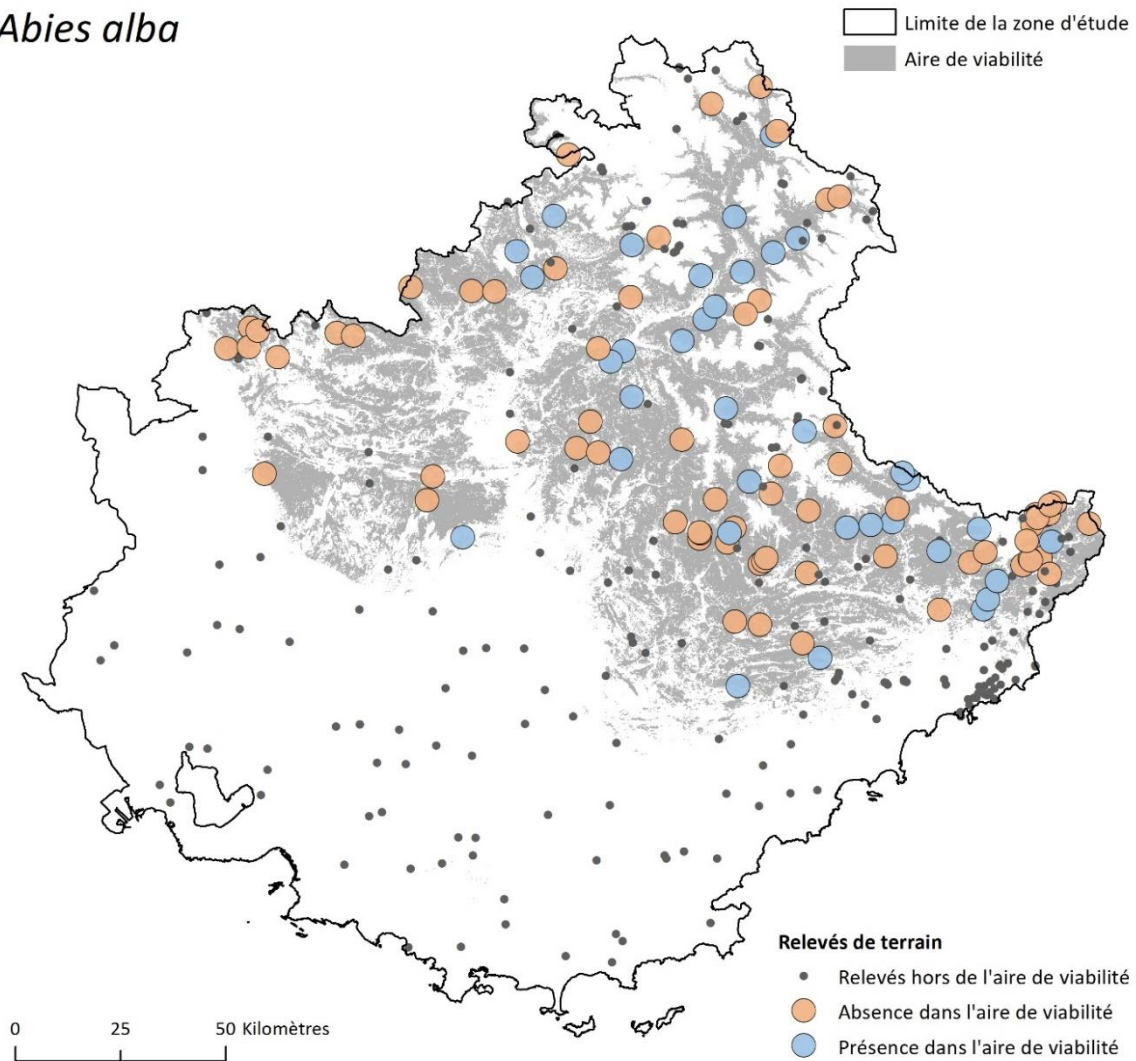 Abies alba
Limite de la zone d'étude
Aire de viabilité
Relevés de terrain
Relevés hors de l'aire de viabilité
Absence dans l'aire de viabilité
Présence dans l'aire de viabilité
0 25 50 Kilomètres